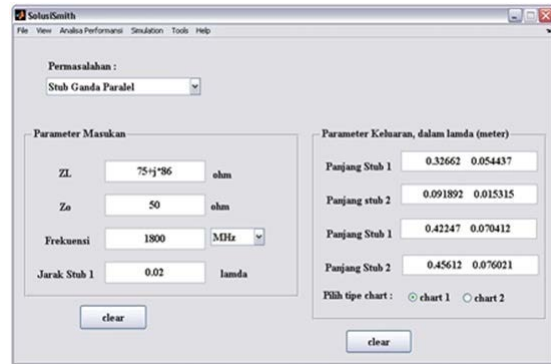 SolusiSmith
File View Analisa Performansi Simulation Tools Help
Permasalahan :
Stub Ganda Paralel
Parameter Masukan
ZL 75+j*86 ohm
Zo 50 ohm
Frekuensi 1800 MHz
Jarak Stub 1 0.02 lamda
clear
Parameter Keluaran, dalam lamda (meter)
Panjang Stub 1 0.32662 0.054437
Panjang stub 2 0.091892 0.015315
Panjang Stub 1 0.42247 0.070412
Panjang Stub 2 0.45612 0.076021
Pilih tipe chart : chart 1 chart 2
clear